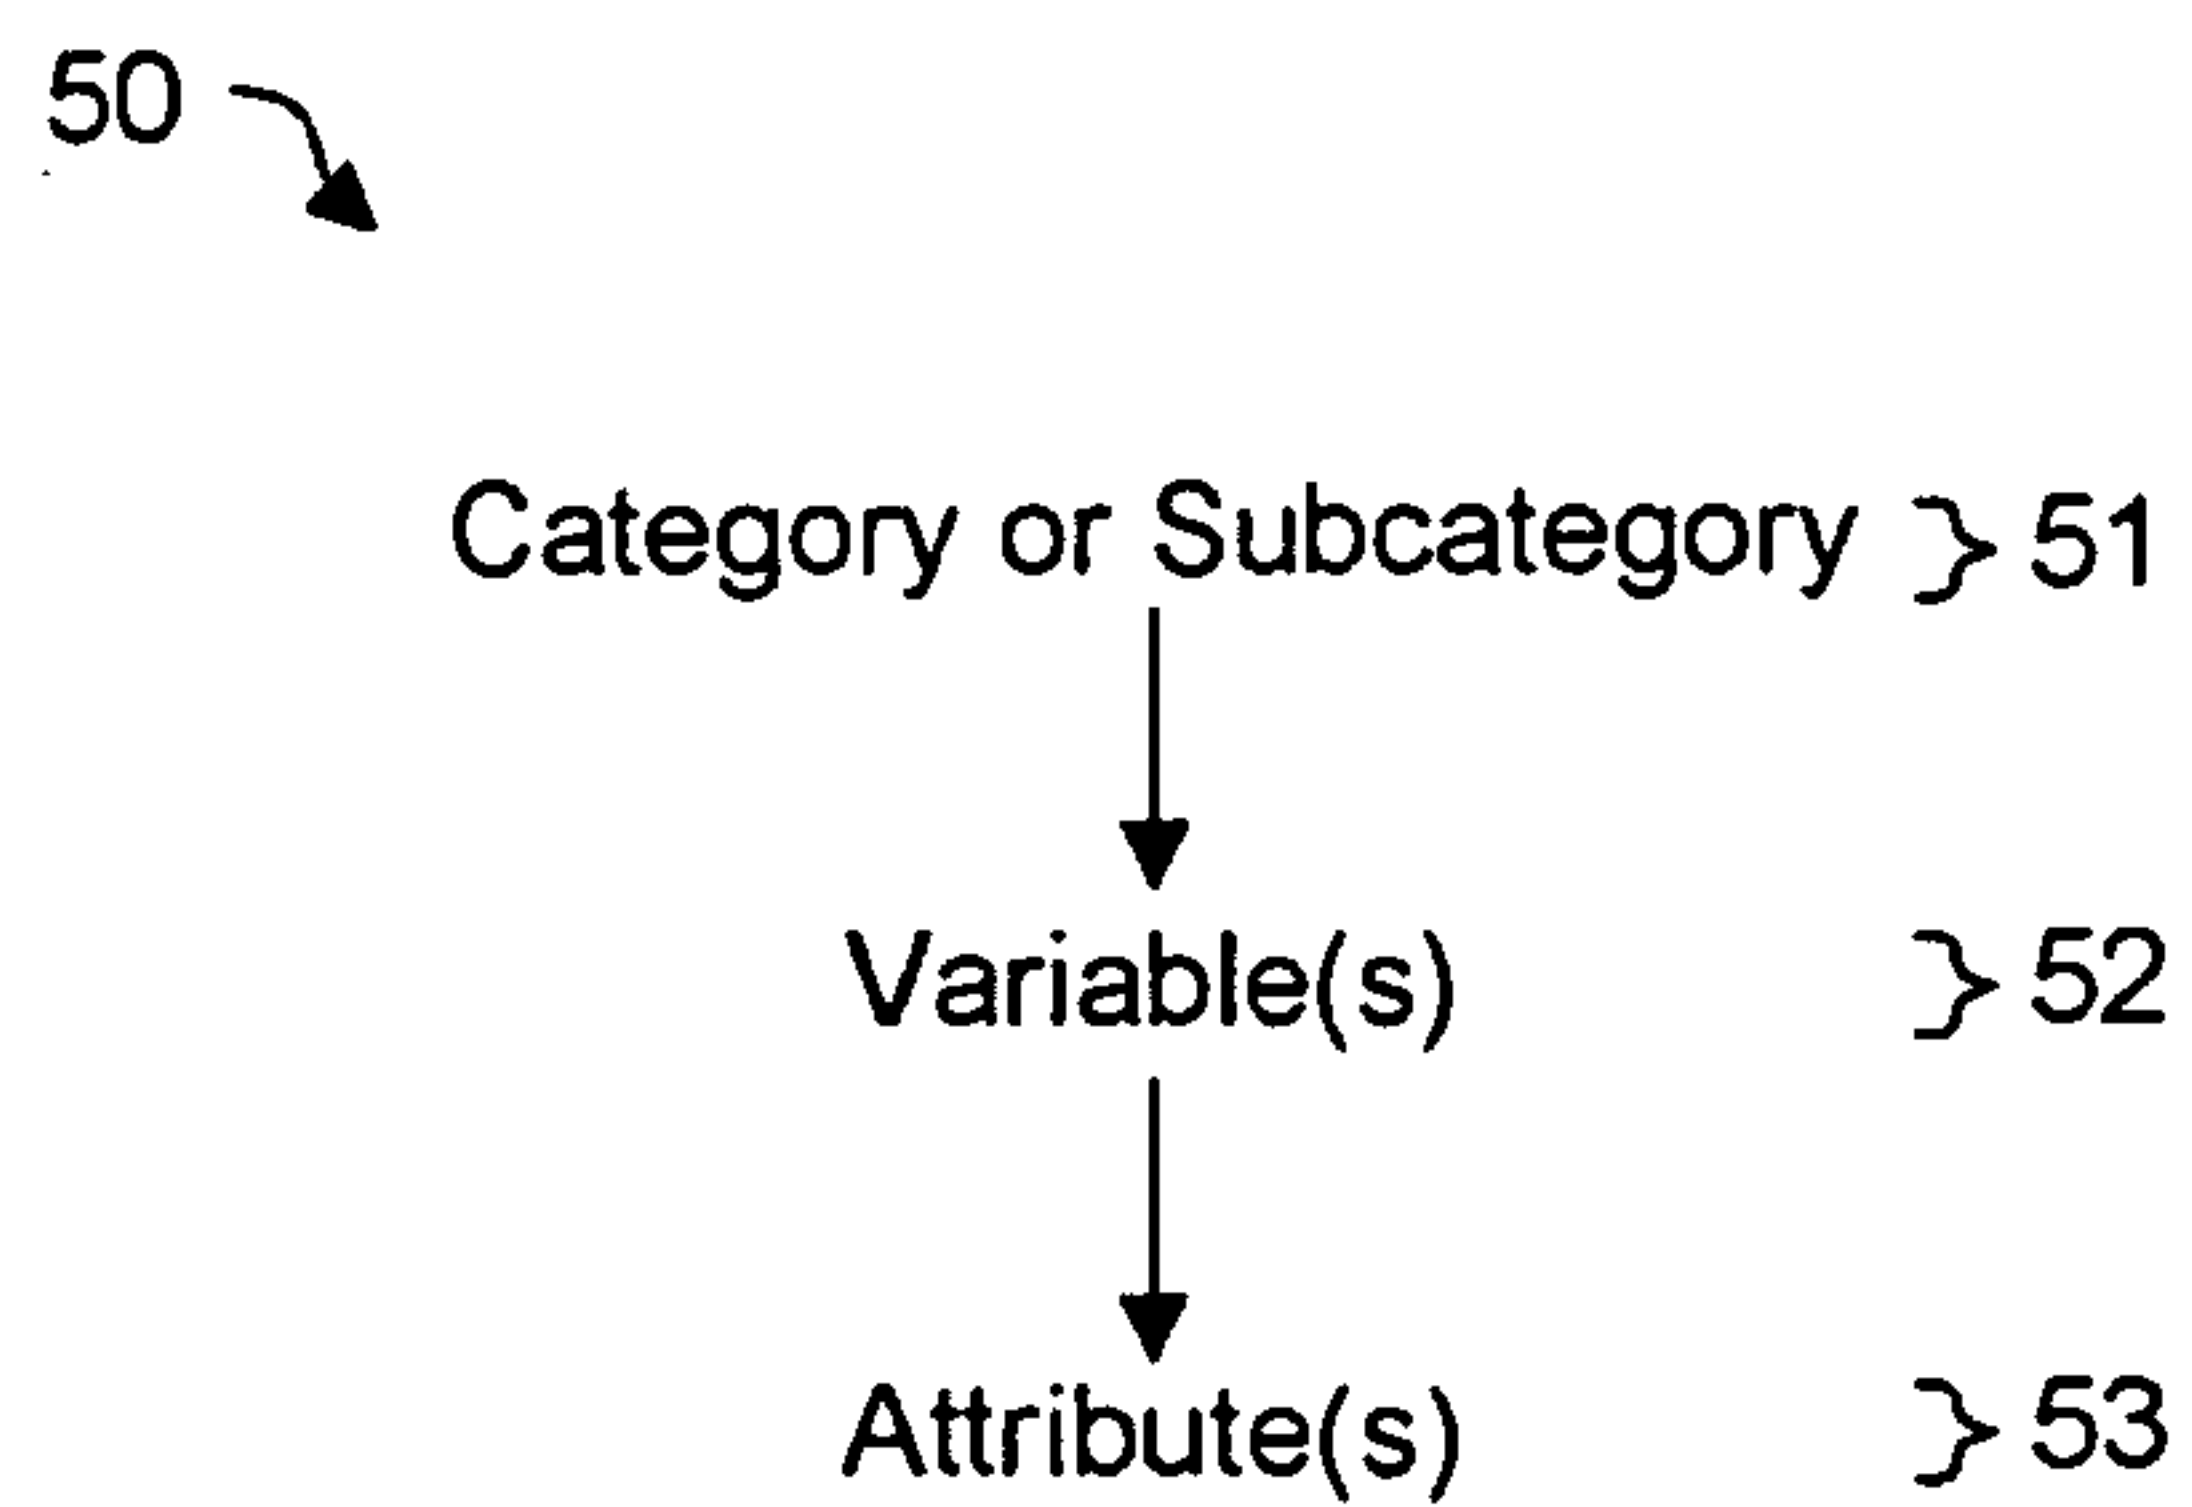 50
Category or Subcategory } 51
Variable(s) } 52
Attribute(s) } 53